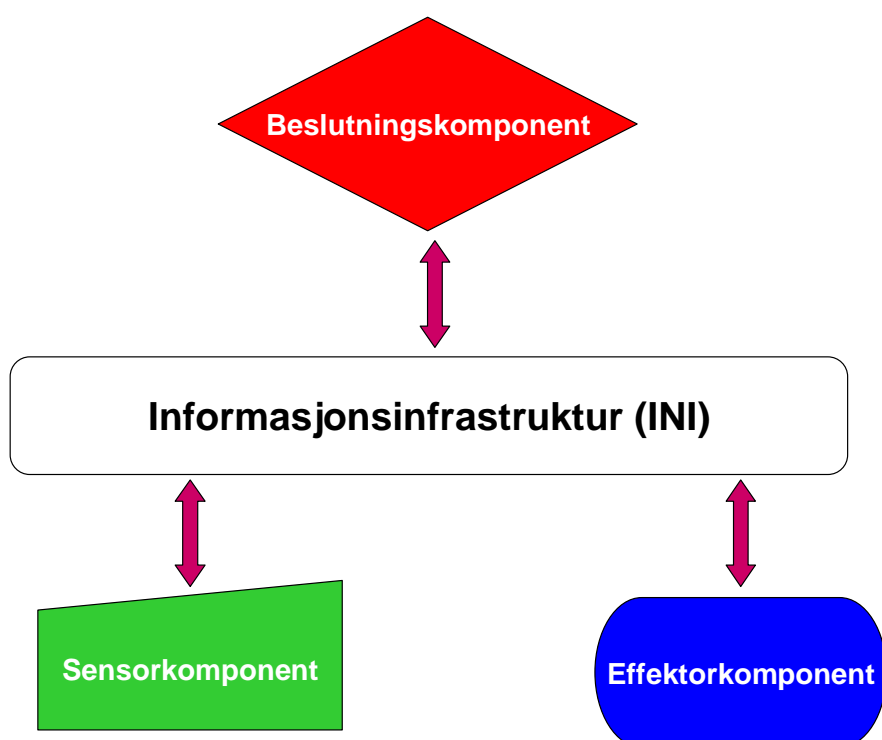 Beslutningskomponent
Informasjonsinfrastruktur (INI)
Sensorkomponent
Effektorkomponent